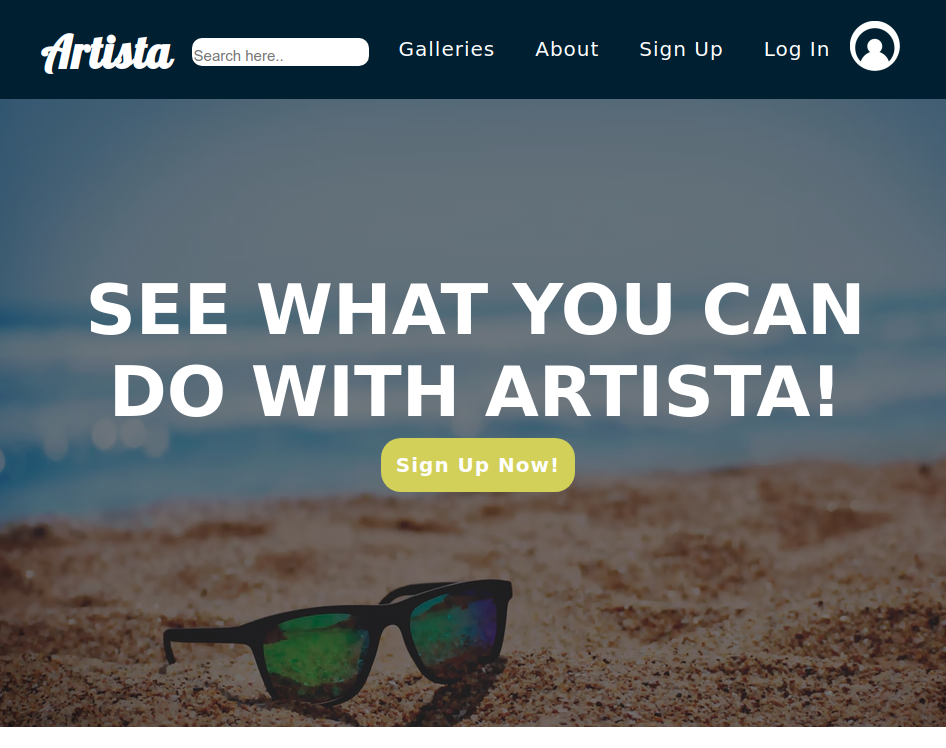 Artista
Search here..
Galleries
About
Sign Up
Log In
SEE WHAT YOU CAN
DO WITH ARTISTA!
Sign Up Now!